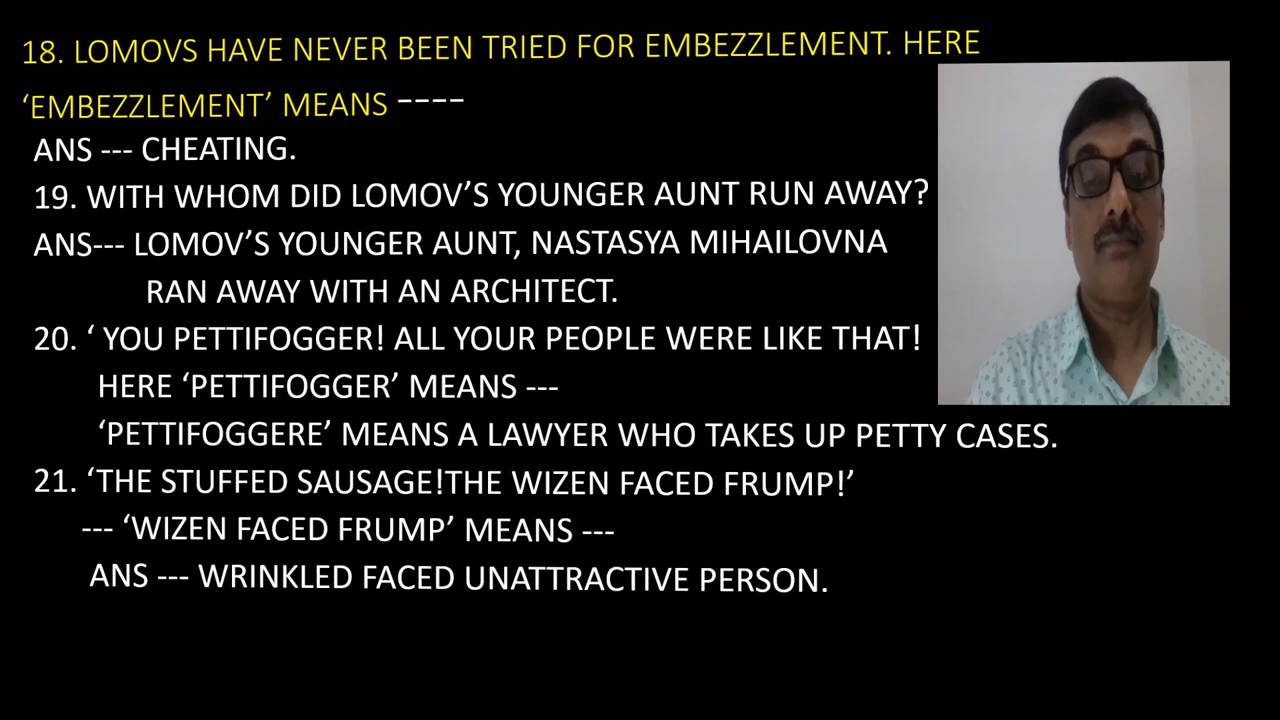 18. LOMOVS HAVE NEVER BEEN TRIED FOR EMBEZZLEMENT. HERE
‘EMBEZZLEMENT’ MEANS ----
ANS --- CHEATING.
19. WITH WHOM DID LOMOV’S YOUNGER AUNT RUN AWAY?
ANS--- LOMOV’S YOUNGER AUNT, NASTASYA MIHAILOVNA
RAN AWAY WITH AN ARCHITECT.
20. ‘ YOU PETTIFOGGER! ALL YOUR PEOPLE WERE LIKE THAT!
HERE ‘PETTIFOGGER’ MEANS ---
‘PETTIFOGGERE’ MEANS A LAWYER WHO TAKES UP PETTY CASES.
21. ‘THE STUFFED SAUSAGE!THE WIZEN FACED FRUMP!’
--- ‘WIZEN FACED FRUMP’ MEANS ---
ANS --- WRINKLED FACED UNATTRACTIVE PERSON.